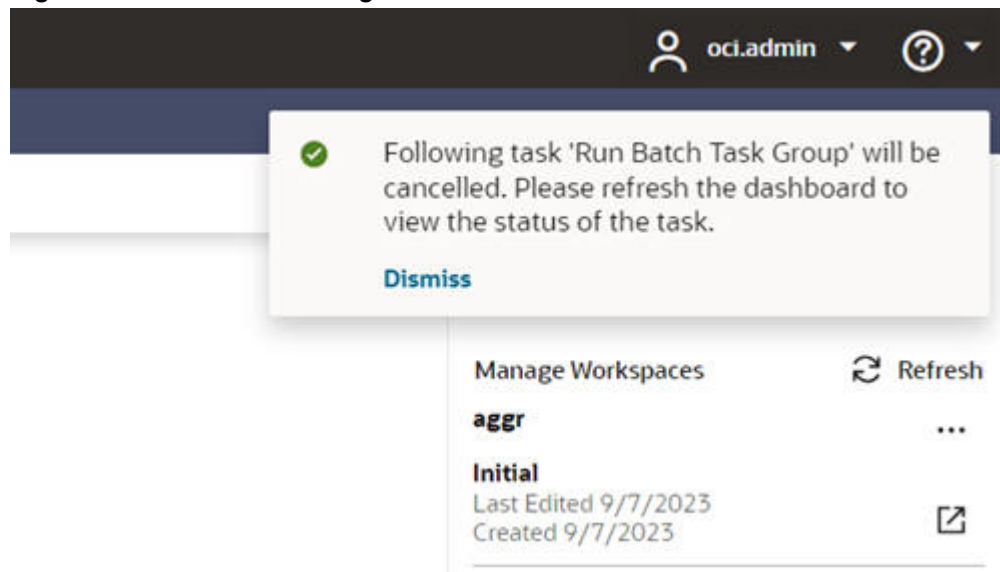 oci.admin
Following task 'Run Batch Task Group' will be
cancelled. Please refresh the dashboard to
view the status of the task.
Dismiss
Manage Workspaces
Refresh
aggr
...
Initial
Last Edited 9/7/2023
Created 9/7/2023